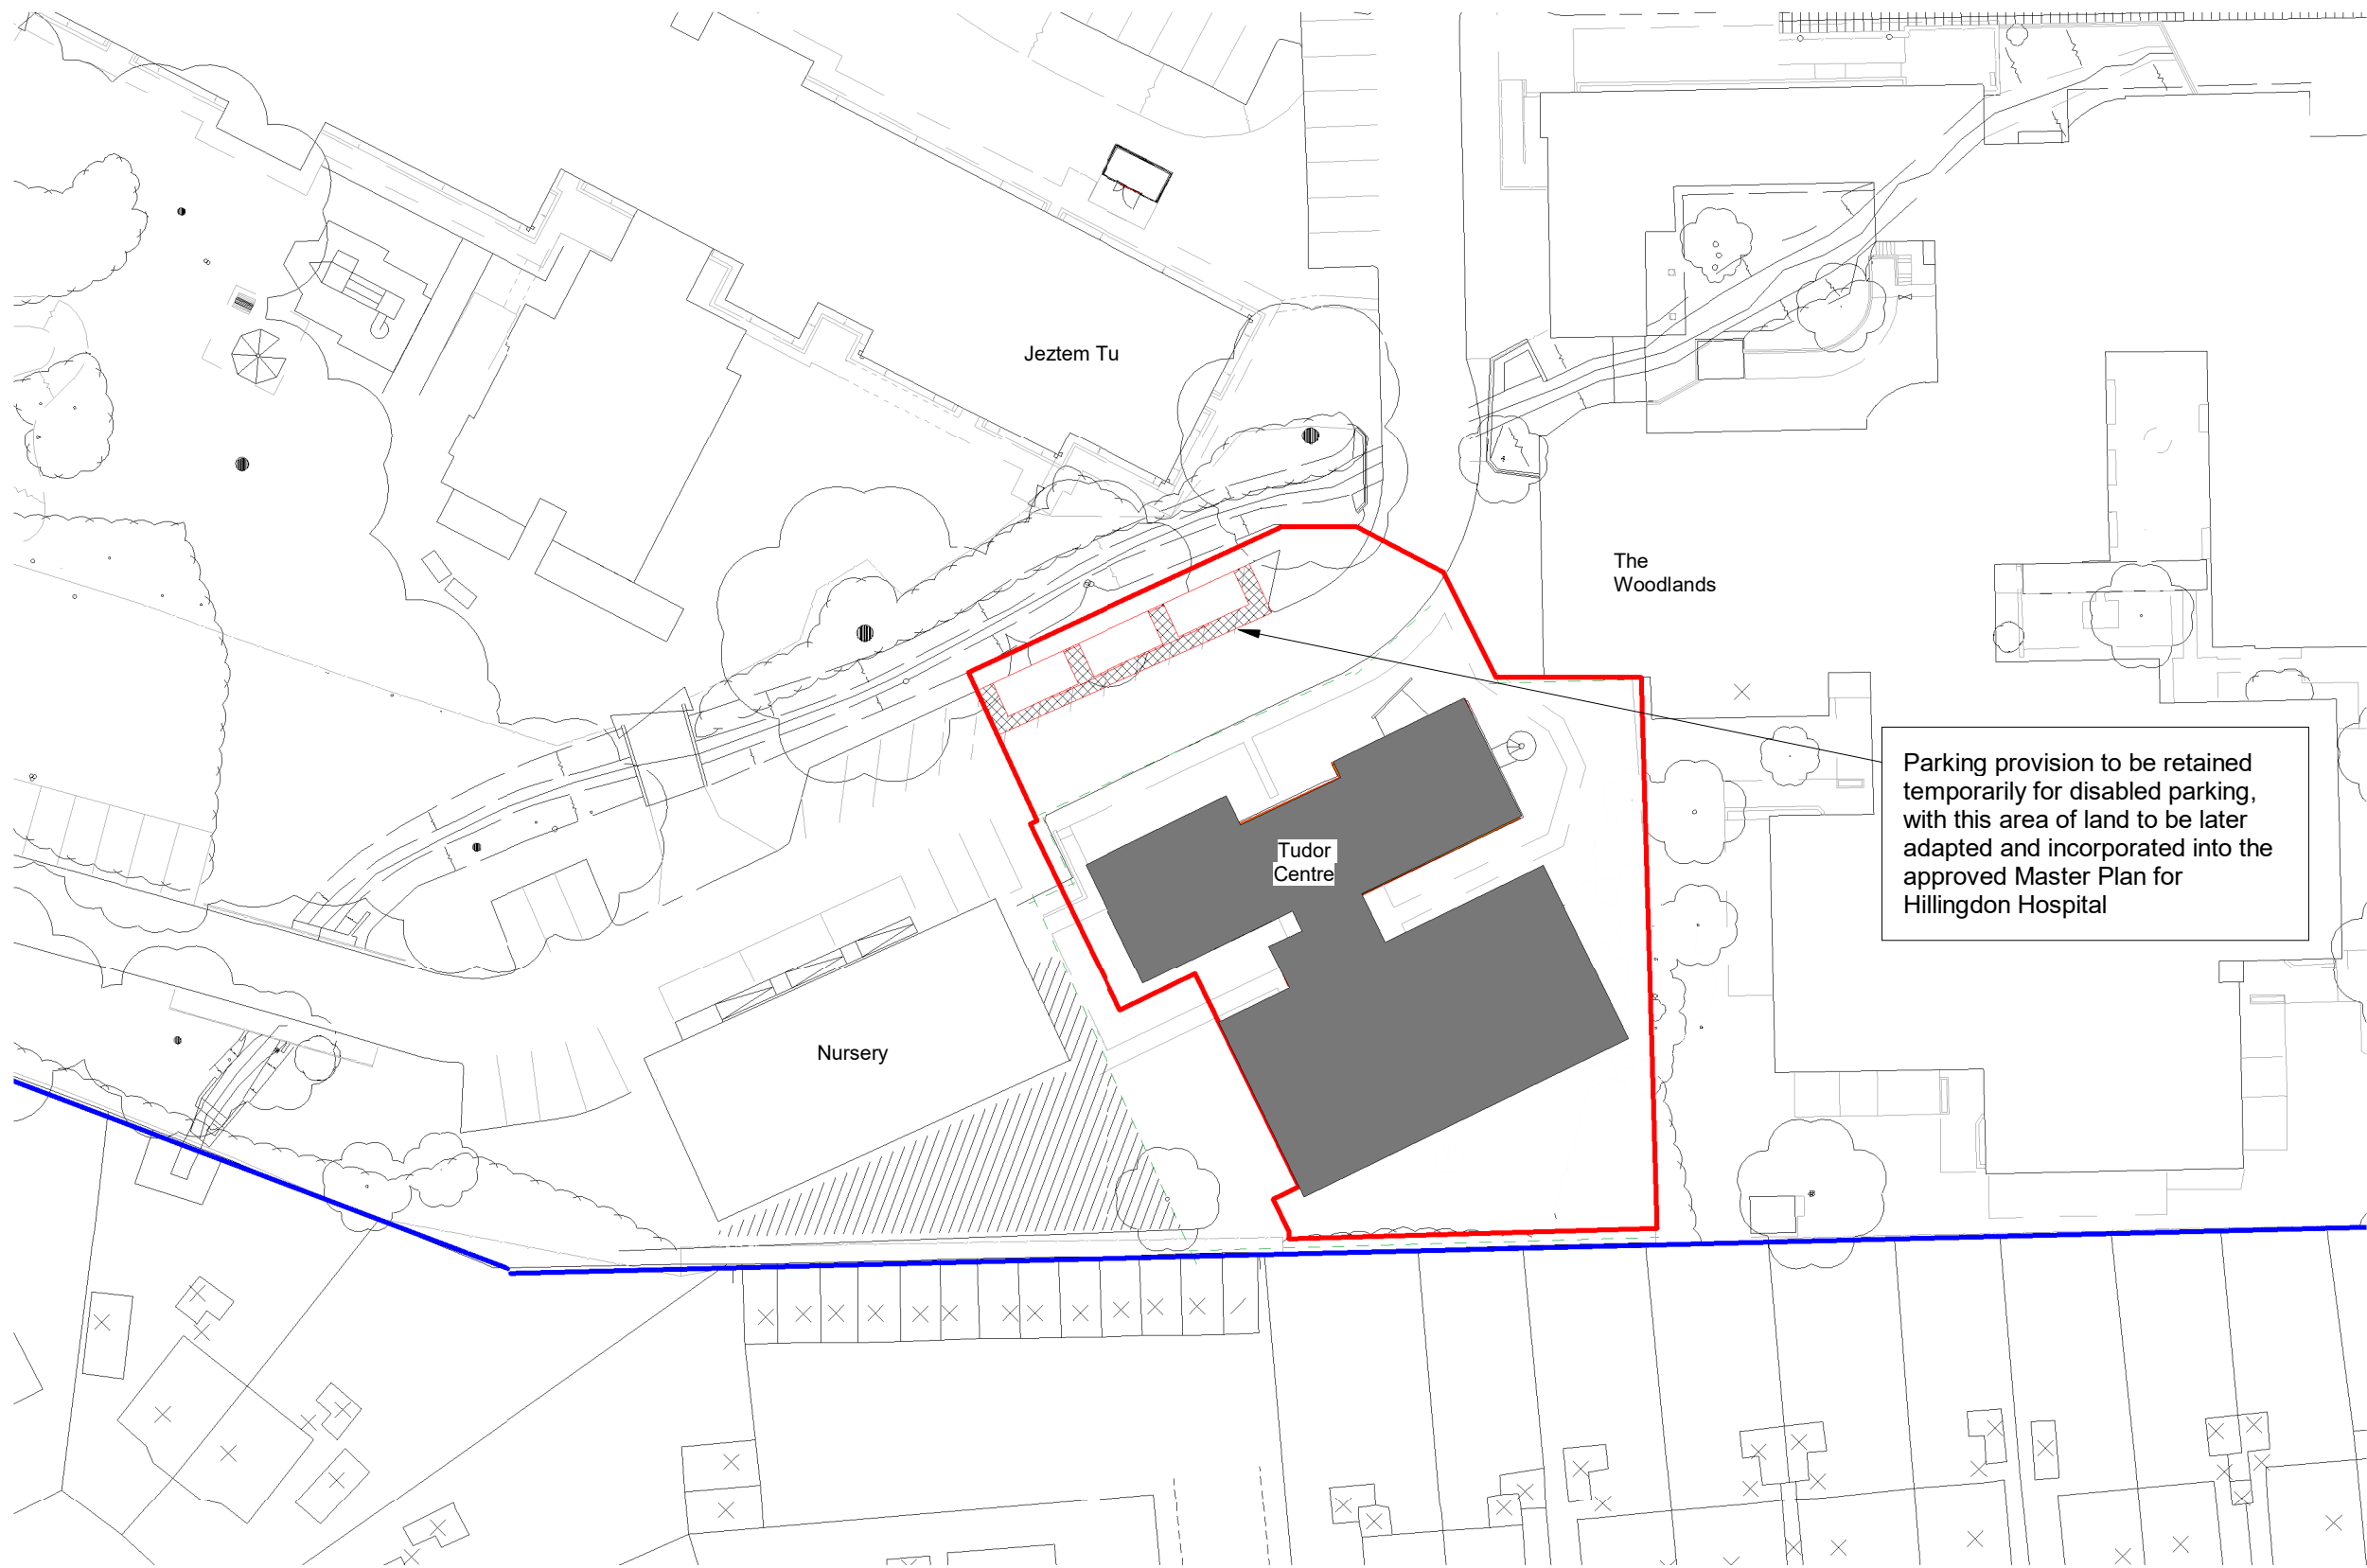 Jeztem Tu
The
Woodlands
Parking provision to be retained
temporarily for disabled parking,
with this area of land to be later
adapted and incorporated into the
approved Master Plan for
Hillingdon Hospital
Tudor
Centre
Nursery